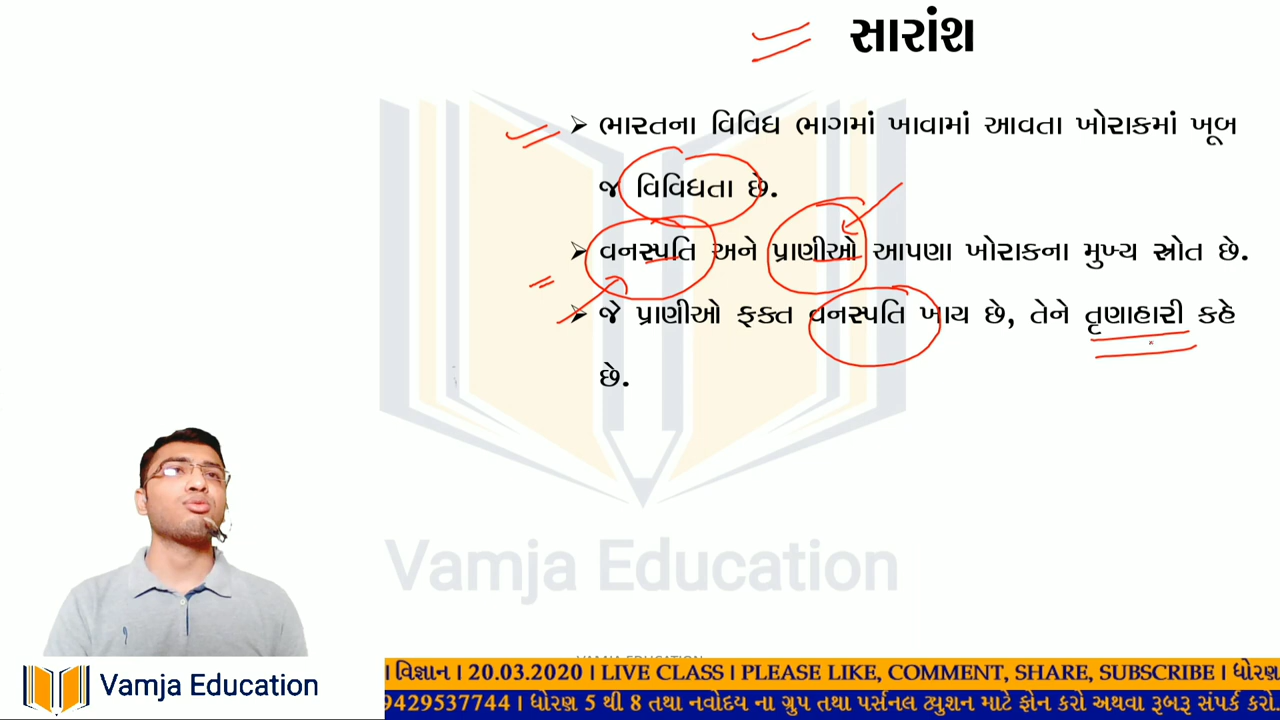 સારાંશ
➤ ભારતના વિવિધ ભાગમાં ખાવામાં આવતા ખોરાકમાં ખૂબ
જ વિવિધતા છે.
➤ વનસ્પતિ અને પ્રાણીઓ આપણા ખોરાકના મુખ્ય સ્રોત છે.
➤ જે પ્રાણીઓ ફક્ત વનસ્પતિ ખાય છે, તેને તૃણાહારી કહે
છે.
Vamja Education
VAMJA EDUCATION
Vamja Education
। વિજ્ઞાન । 20.03.2020 । LIVE CLASS । PLEASE LIKE, COMMENT, SHARE, SUBSCRIBE । ધોરણ
9429537744 । ધોરણ 5 થી 8 તથા નવોદય ના ગ્રુપ તથા પર્સનલ ટ્યુશન માટે ફોન કરો અથવા રૂબરૂ સંપર્ક કરો.